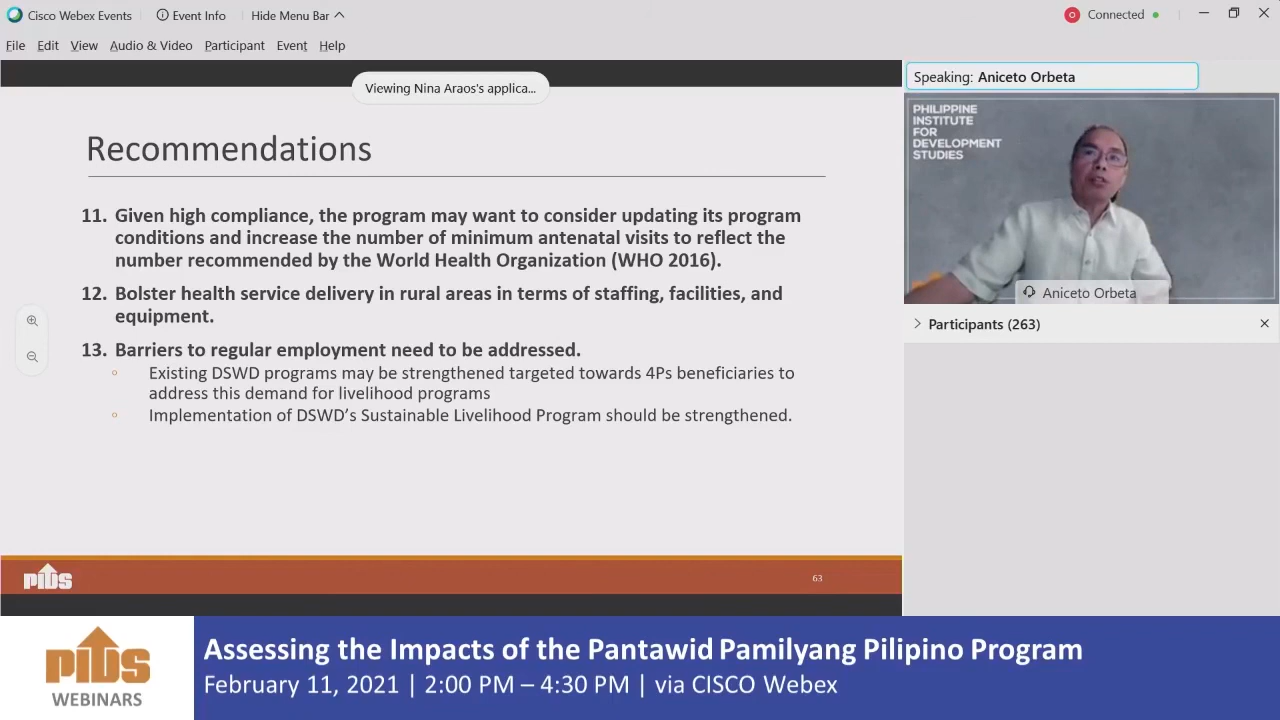 Cisco Webex Events
Event Info
Hide Menu Bar
Connected
File Edit View Audio & Video Participant Event Help
Viewing Nina Araos's applica...
Speaking: Aniceto Orbeta
PHILIPPINE
INSTITUTE
FOR
DEVELOPMENT
STUDIES
Aniceto Orbeta
Participants (263)
Recommendations
11. Given high compliance, the program may want to consider updating its program
conditions and increase the number of minimum antenatal visits to reflect the
number recommended by the World Health Organization (WHO 2016).
12. Bolster health service delivery in rural areas in terms of staffing, facilities, and
equipment.
13. Barriers to regular employment need to be addressed.
Existing DSWD programs may be strengthened targeted towards 4Ps beneficiaries to
address this demand for livelihood programs
Implementation of DSWD’s Sustainable Livelihood Program should be strengthened.
PIDS
63
PIDS
WEBINARS
Assessing the Impacts of the Pantawid Pamilyang Pilipino Program
February 11, 2021 | 2:00 PM – 4:30 PM | via CISCO Webex